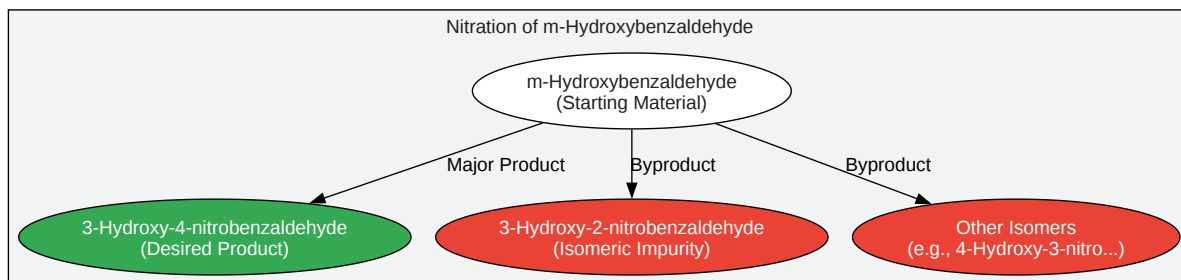 Nitration of m-Hydroxybenzaldehyde
m-Hydroxybenzaldehyde
(Starting Material)
Major Product
Byproduct
Byproduct
3-Hydroxy-4-nitrobenzaldehyde
(Desired Product)
3-Hydroxy-2-nitrobenzaldehyde
(Isomeric Impurity)
Other Isomers
(e.g., 4-Hydroxy-3-nitro...)